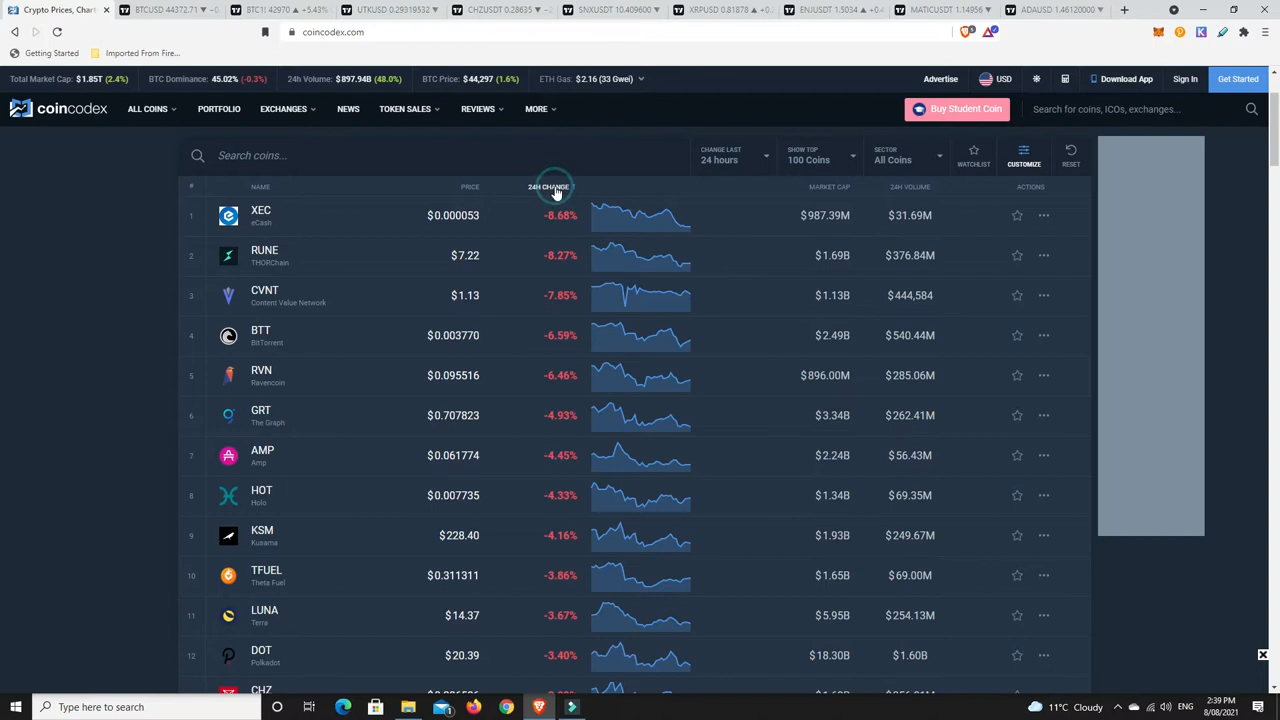 Crypto Prices, Chart
BTCUSD 44372.71
BTC1! 42970 ▲ +5.43%
UTKUSD 0.29319532
CHZUSDT 0.28635
SNXUSDT 10.409600
XRPUSD 0.81878
ENJUSDT 1.5034
MATICUSDT 1.14956
ADAUSD 1.46120000
coincodex.com
Getting Started
Imported From Fire...
Total Market Cap: $1.85T (2.4%)
BTC Dominance: 45.02% (-0.3%)
24h Volume: $897.94B (48.0%)
BTC Price: $44,297 (1.6%)
ETH Gas: $2.16 (33 Gwei)
Advertise
USD
Download App
Sign In
Get Started
coincodex
ALL COINS
PORTFOLIO
EXCHANGES
NEWS
TOKEN SALES
REVIEWS
MORE
Buy Student Coin
Search for coins, ICOs, exchanges...
Search coins...
CHANGE LAST
24 hours
SHOW TOP
100 Coins
SECTOR
All Coins
WATCHLIST
CUSTOMIZE
RESET
# NAME PRICE 24H CHANGE MARKET CAP 24H VOLUME ACTIONS
1 XEC $0.000053 -8.68% $987.39M $31.69M
eCash
2 RUNE $7.22 -8.27% $1.69B $376.84M
THORChain
3 CVNT $1.13 -7.85% $1.13B $444,584
Content Value Network
4 BTT $0.003770 -6.59% $2.49B $540.44M
BitTorrent
5 RVN $0.095516 -6.46% $896.00M $285.06M
Ravencoin
6 GRT $0.707823 -4.93% $3.34B $262.41M
The Graph
7 AMP $0.061774 -4.45% $2.24B $56.43M
Amp
8 HOT $0.007735 -4.33% $1.34B $69.35M
Holo
9 KSM $228.40 -4.16% $1.93B $249.67M
Kusama
10 TFUEL $0.311311 -3.86% $1.65B $69.00M
Theta Fuel
11 LUNA $14.37 -3.67% $5.95B $254.13M
Terra
12 DOT $20.39 -3.40% $18.30B $1.60B
Polkadot
CHZ
Type here to search
11°C Cloudy
2:39 PM
8/08/2021